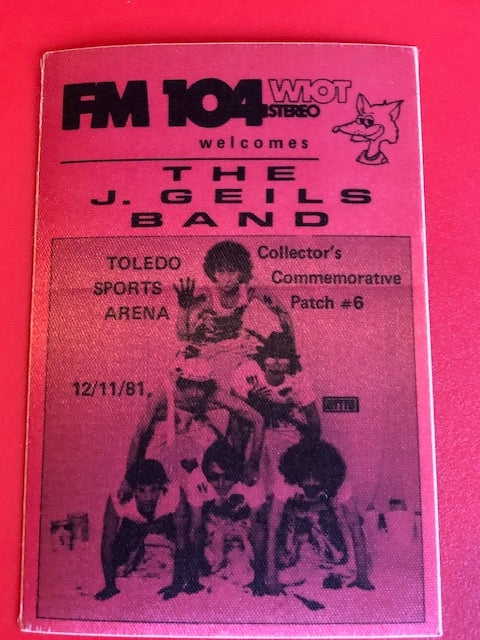 FM 104 WIOT
STEREO
welcomes
THE
J. GEILS
BAND
TOLEDO
SPORTS
ARENA
Collector's
Commemorative
Patch #6
12/11/81,